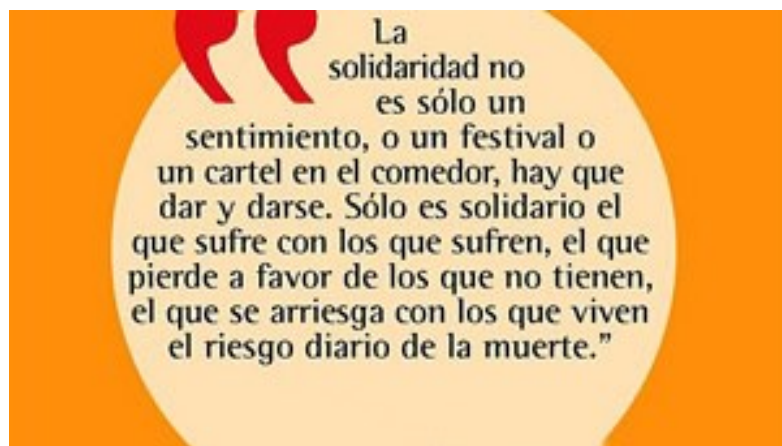 La
solidaridad no
es sólo un
sentimiento, o un festival o
un cartel en el comedor, hay que
dar y darse. Sólo es solidario el
que sufre con los que sufren, el que
pierde a favor de los que no tienen,
el que se arriesga con los que viven
el riesgo diario de la muerte.”